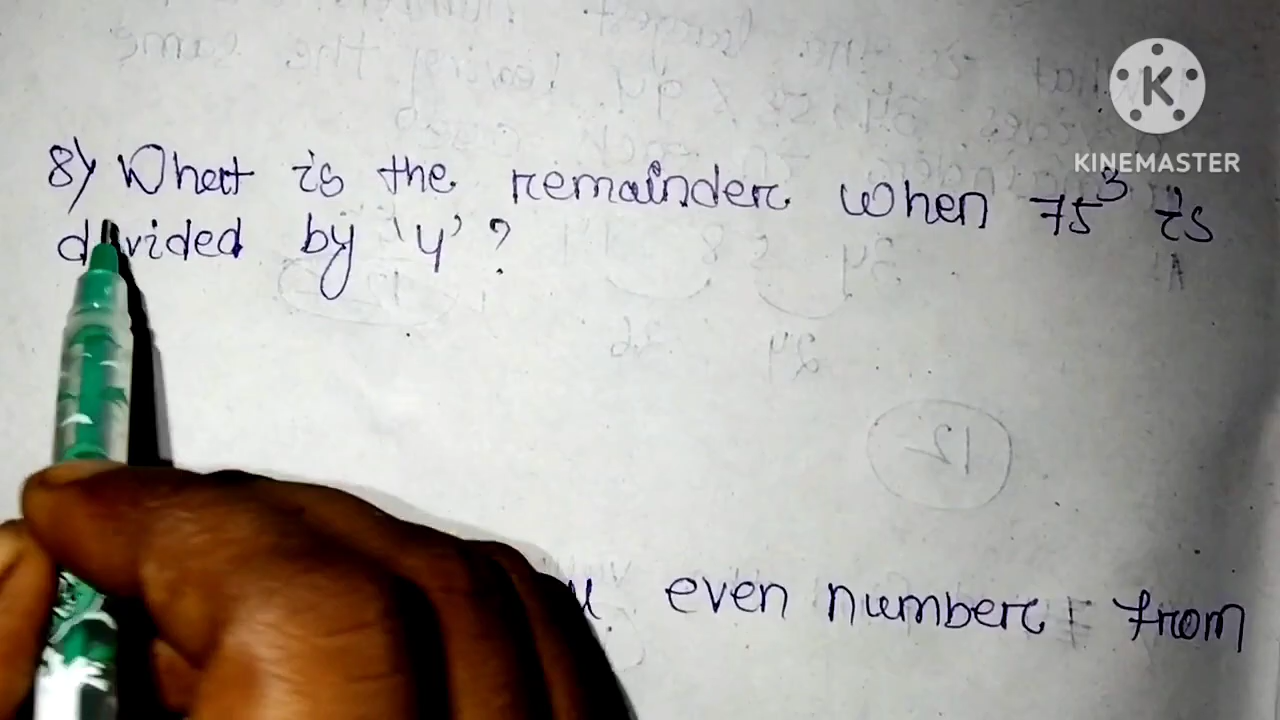 K
KINEMASTER
8) What is the remainder when 75³ is
divided by '4' ?
even number from